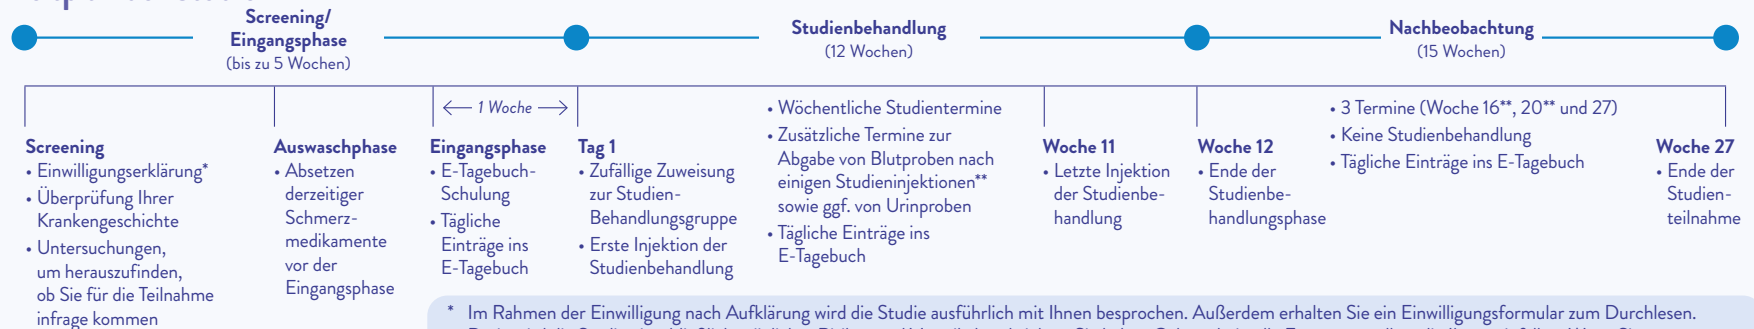 Screening/
Eingangsphase
(bis zu 5 Wochen)
Studienbehandlung
(12 Wochen)
Nachbeobachtung
(15 Wochen)
Screening
• Einwilligungserklärung*
• Überprüfung Ihrer
Krankengeschichte
• Untersuchungen,
um herauszufinden,
ob Sie für die Teilnahme
infrage kommen
Auswaschphase
• Absetzen
derzeitiger
Schmerz-
medikamente
vor der
Eingangsphase
1 Woche
Eingangsphase
• E-Tagebuch-
Schulung
• Tägliche
Einträge ins
E-Tagebuch
Tag 1
• Zufällige Zuweisung
zur Studien-
Behandlungsgruppe
• Erste Injektion der
Studienbehandlung
• Wöchentliche Studientermine
• Zusätzliche Termine zur
Abgabe von Blutproben nach
einigen Studieninjektionen**
sowie ggf. von Urinproben
• Tägliche Einträge ins
E-Tagebuch
Woche 11
• Letzte Injektion
der Studienbe-
handlung
Woche 12
• Ende der
Studienbe-
handlungsphase
• 3 Termine (Woche 16**, 20** und 27)
• Keine Studienbehandlung
• Tägliche Einträge ins E-Tagebuch
Woche 27
• Ende der
Studien-
teilnahme
* Im Rahmen der Einwilligung nach Aufklärung wird die Studie ausführlich mit Ihnen besprochen. Außerdem erhalten Sie ein Einwilligungsformular zum Durchlesen.